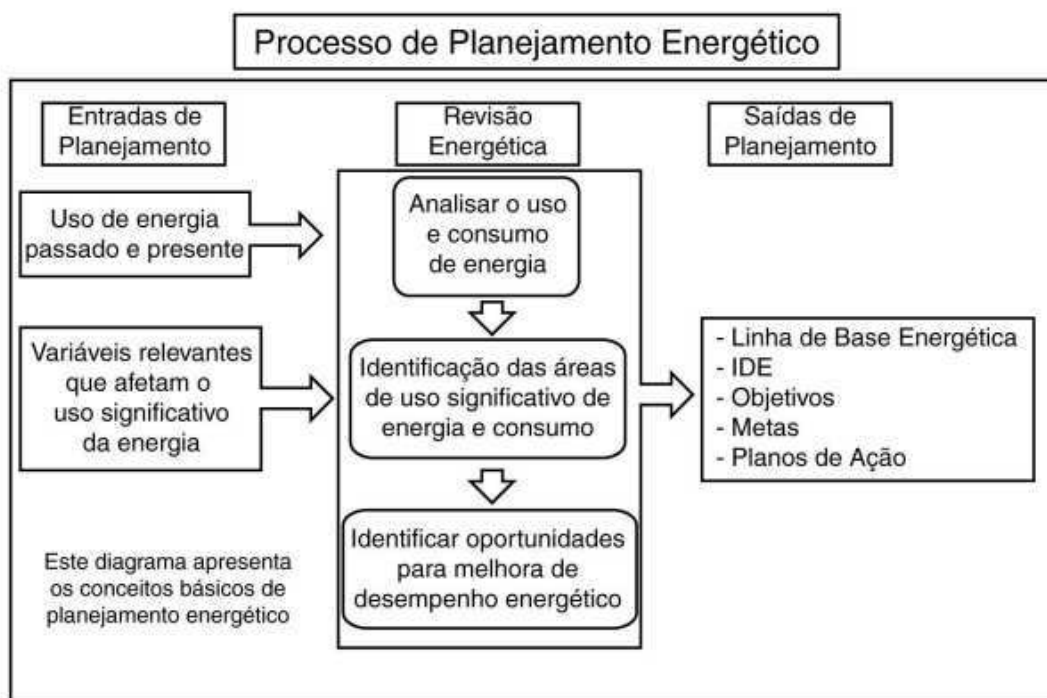 Processo de Planejamento Energético
Entradas de
Planejamento
Revisão
Energética
Saídas de
Planejamento
Uso de energia
passado e presente
Analisar o uso
e consumo
de energia
Variáveis relevantes
que afetam o
uso significativo
da energia
Identificação das áreas
de uso significativo de
energia e consumo
- Linha de Base Energética
- IDE
- Objetivos
- Metas
- Planos de Ação
Identificar oportunidades
para melhora de
desempenho energético
Este diagrama apresenta
os conceitos básicos de
planejamento energético